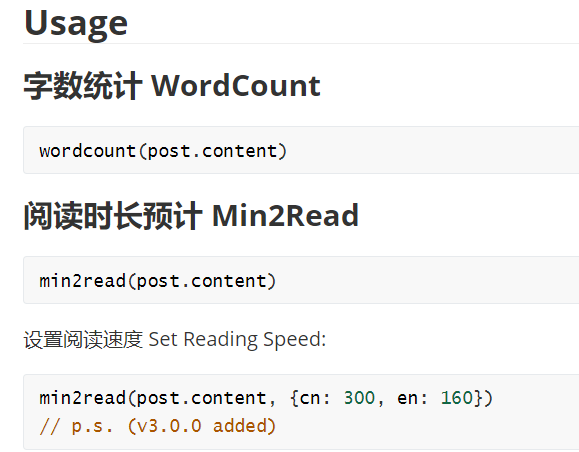 Usage
字数统计 WordCount
wordcount(post.content)
阅读时长预计 Min2Read
min2read(post.content)
设置阅读速度 Set Reading Speed:
min2read(post.content, {cn: 300, en: 160})
// p.s. (v3.0.0 added)